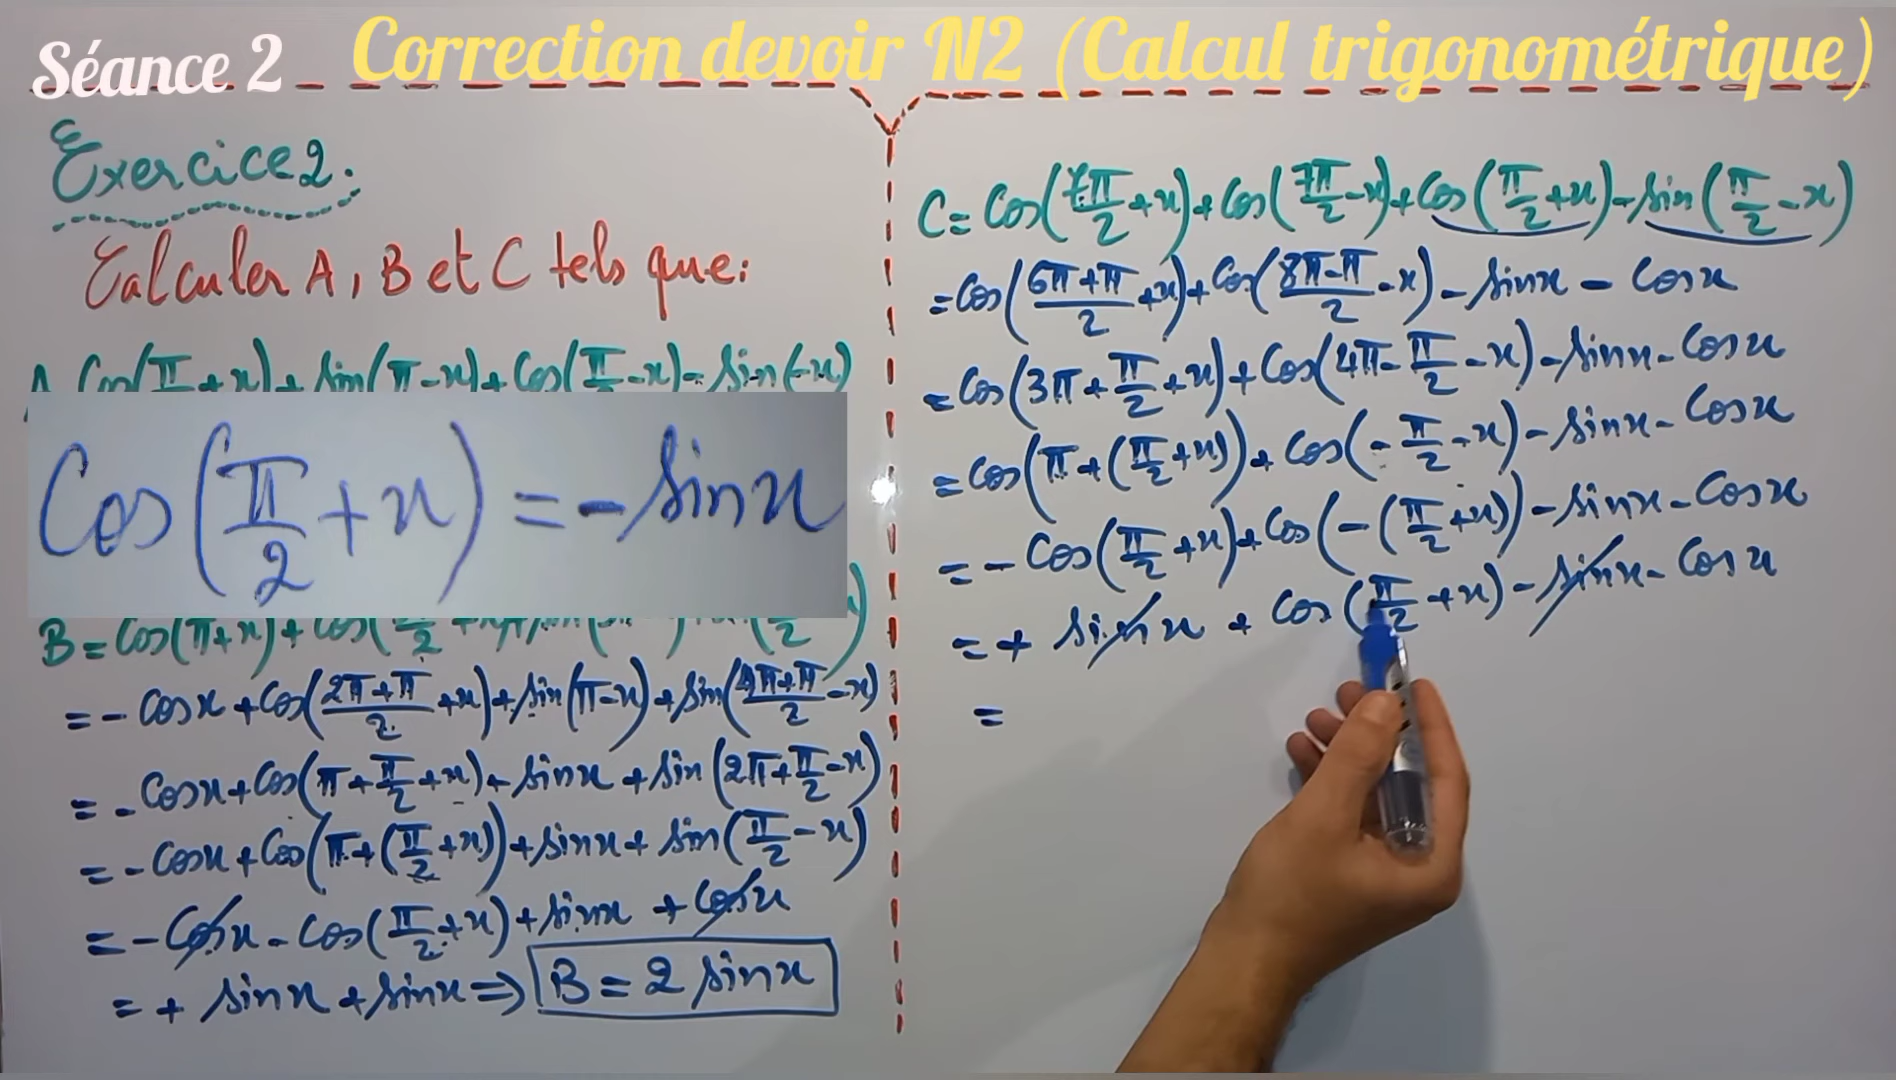 Séance 2 Correction devoir N2 (Calcul trigonométrique)
Exercice 2.
Calculer A, B et C tels que:
Cos(π/2 + x) + sin(π - x) + Cos(π/2 - x) - sin(-x)
Cos(π/2 + x) = - sin x
B = Cos(π + x) +
= - Cos x + Cos((2π + π)/2 + x) + sin(π - x) + sin((4π + π)/2 - x)
= - Cos x + Cos(π + π/2 + x) + sin x + sin(2π + π/2 - x)
= - Cos x + Cos(π + (π/2 + x)) + sin x + sin(π/2 - x)
= - Cos x - Cos(π/2 + x) + sin x + Cos x
= + sin x + sin x ⇒ B = 2 sin x
C = Cos(7π/2 + x) + Cos(7π/2 - x) + Cos(π/2 + x) - sin(π/2 - x)
= Cos((6π + π)/2 + x) + Cos((8π - π)/2 - x) - sin x - Cos x
= Cos(3π + π/2 + x) + Cos(4π - π/2 - x) - sin x - Cos x
= Cos(π + (π/2 + x)) + Cos(- π/2 - x) - sin x - Cos x
= - Cos(π/2 + x) + Cos(- (π/2 + x)) - sin x - Cos x
= + sin x + Cos(π/2 + x) - sin x - Cos x
=